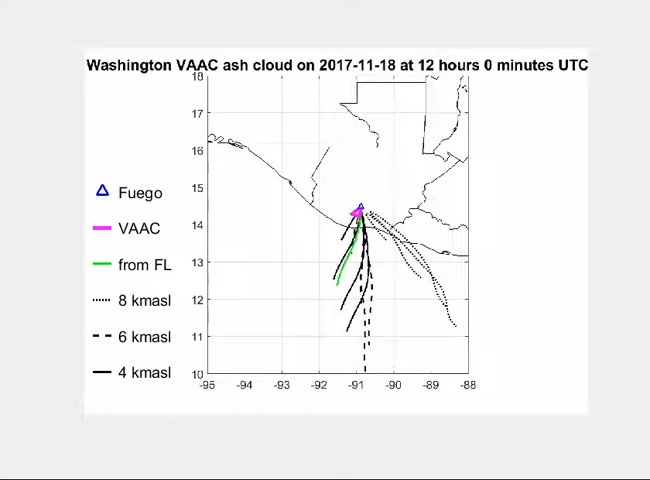 Washington VAAC ash cloud on 2017-11-18 at 12 hours 0 minutes UTC
18
17
16
15
14
13
12
11
10
-95 -94 -93 -92 -91 -90 -89 -88
Fuego
VAAC
from FL
8 kmasl
6 kmasl
4 kmasl